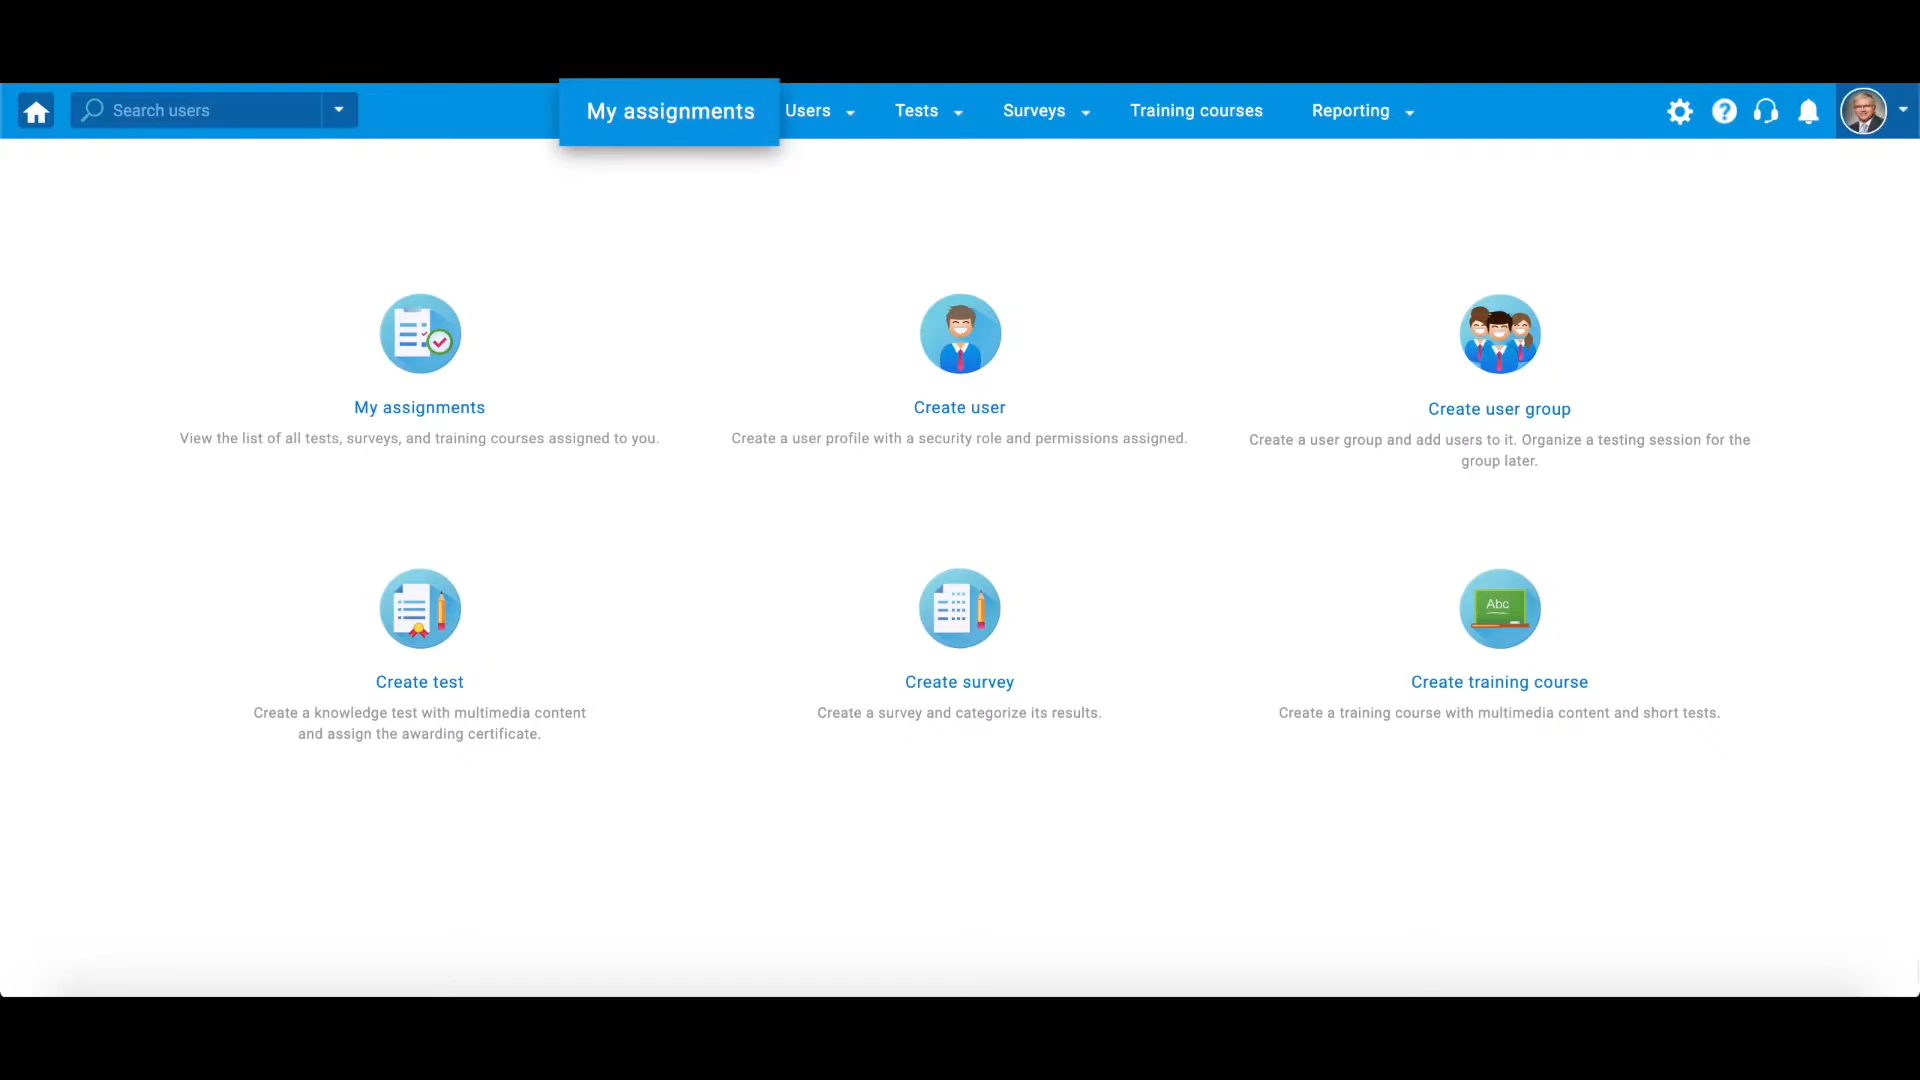 Search users
My assignments
Users
Tests
Surveys
Training courses
Reporting
?
My assignments
View the list of all tests, surveys, and training courses assigned to you.
Create user
Create a user profile with a security role and permissions assigned.
Create user group
Create a user group and add users to it. Organize a testing session for the
group later.
Create test
Create a knowledge test with multimedia content
and assign the awarding certificate.
Create survey
Create a survey and categorize its results.
Abc
Create training course
Create a training course with multimedia content and short tests.